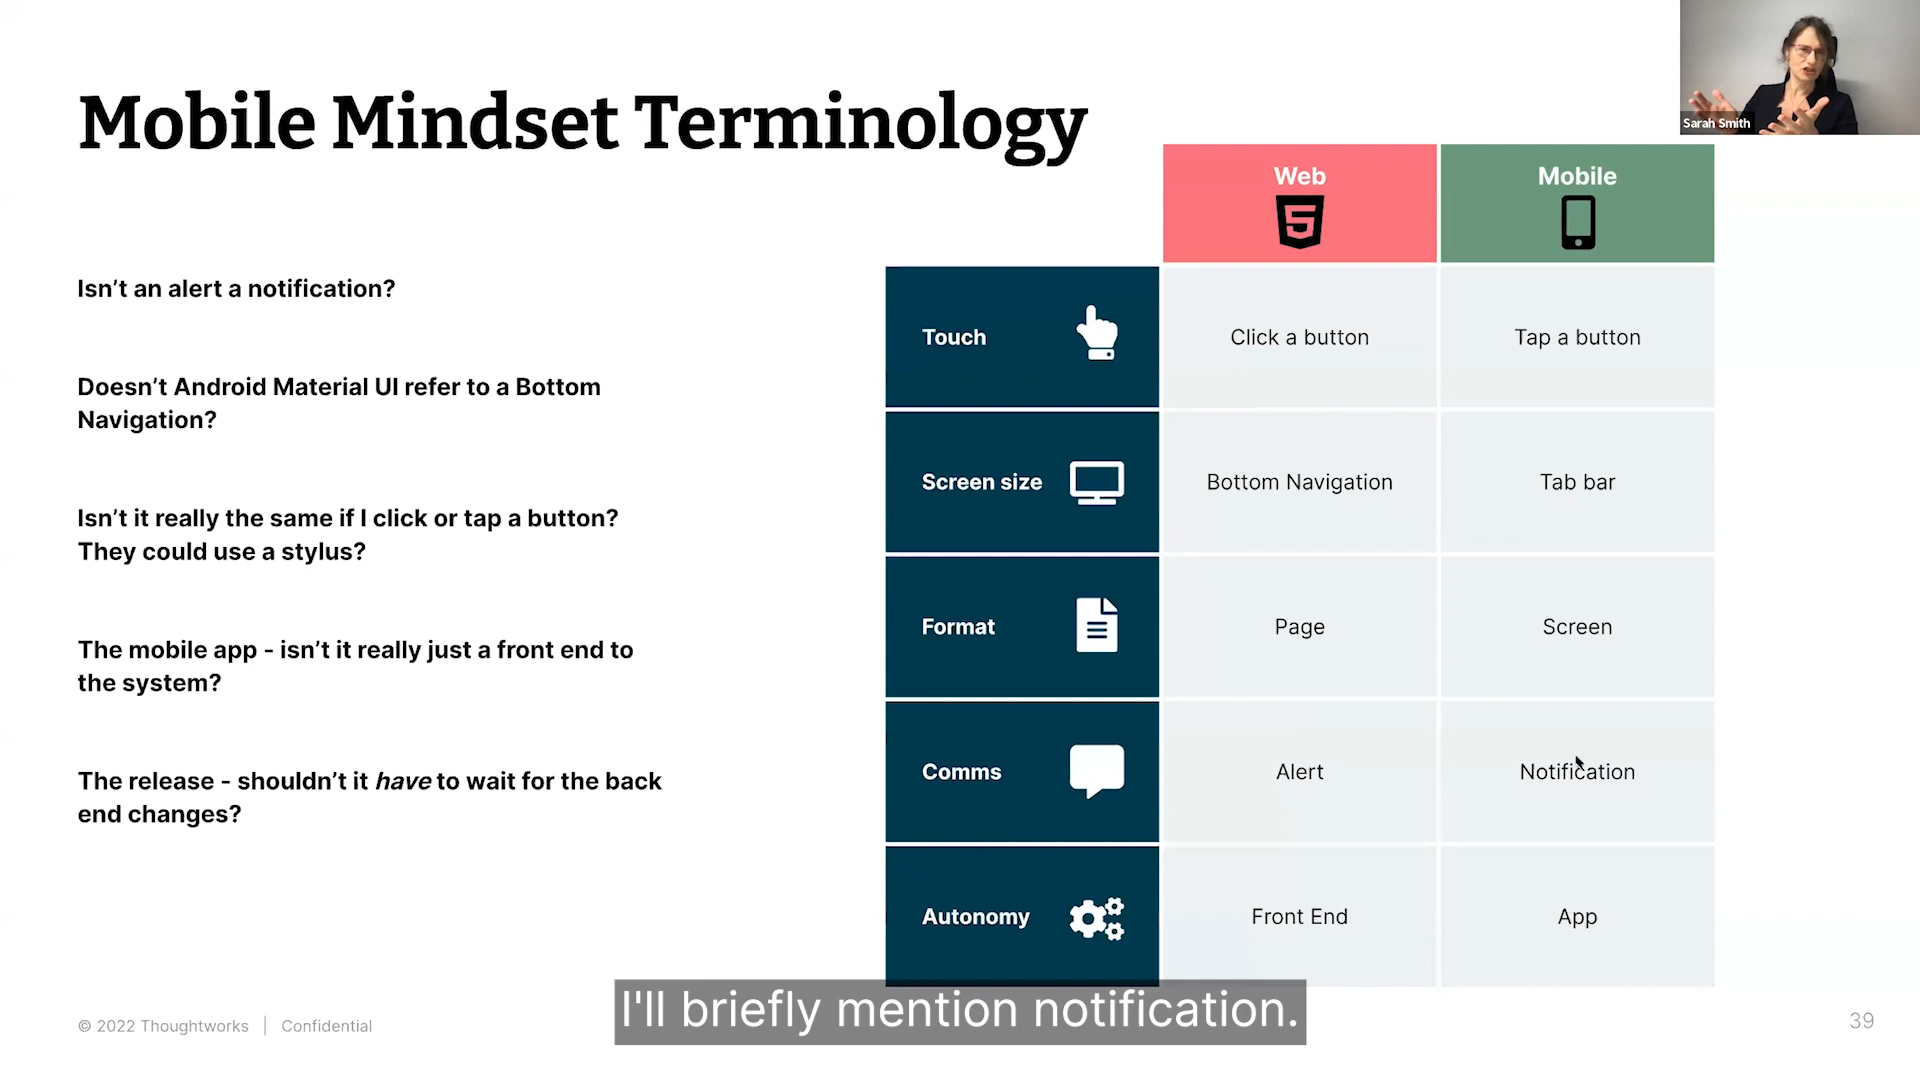 Sarah Smith
Mobile Mindset Terminology
Isn’t an alert a notification?
Doesn’t Android Material UI refer to a Bottom
Navigation?
Isn’t it really the same if I click or tap a button?
They could use a stylus?
The mobile app - isn’t it really just a front end to
the system?
The release - shouldn’t it have to wait for the back
end changes?
Web
Mobile
Touch
Click a button
Tap a button
Screen size
Bottom Navigation
Tab bar
Format
Page
Screen
Comms
Alert
Notification
Autonomy
Front End
App
I'll briefly mention notification.
© 2022 Thoughtworks | Confidential
39